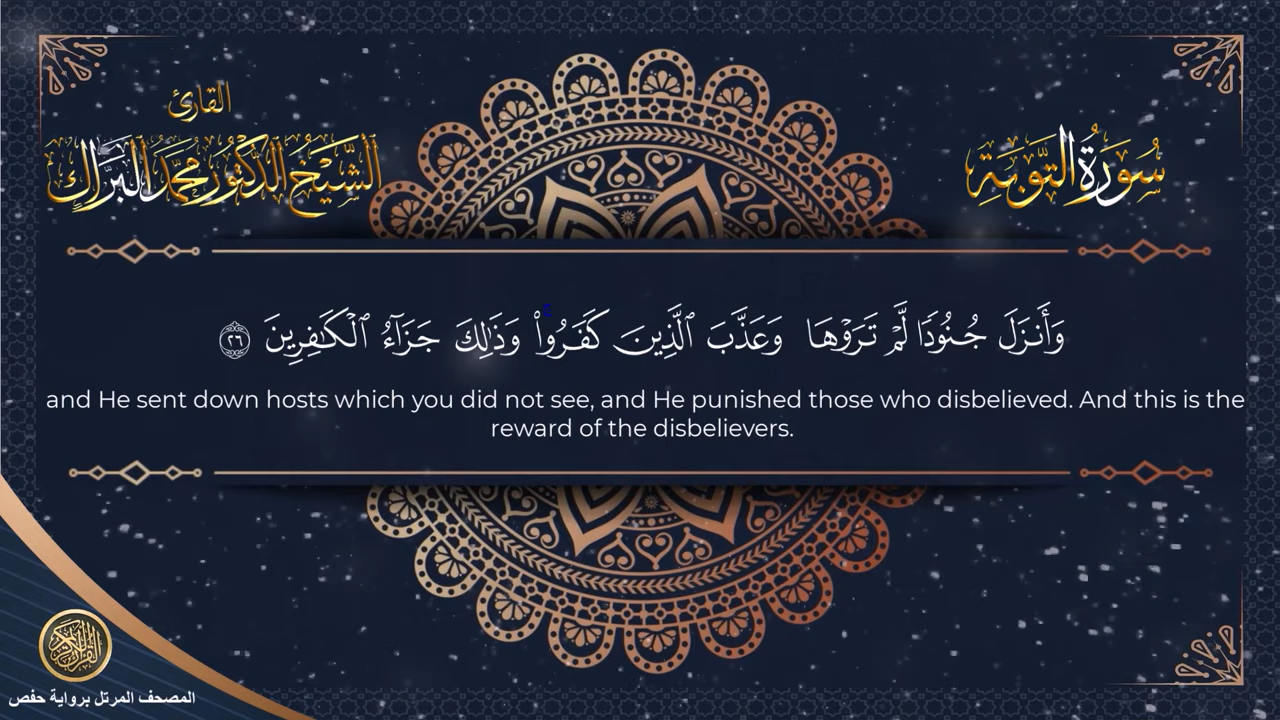 القارئ
الشيخ الدكتور محمد البراك
سورة التوبة
وَأَنزَلَ جُنُودًا لَّمْ تَرَوْهَا وَعَذَّبَ ٱلَّذِينَ كَفَرُوا۟ ۚ وَذَٰلِكَ جَزَآءُ ٱلْكَـٰفِرِينَ ٢٦
and He sent down hosts which you did not see, and He punished those who disbelieved. And this is the
reward of the disbelievers.
القرآن الكريم
المصحف المرتل برواية حفص